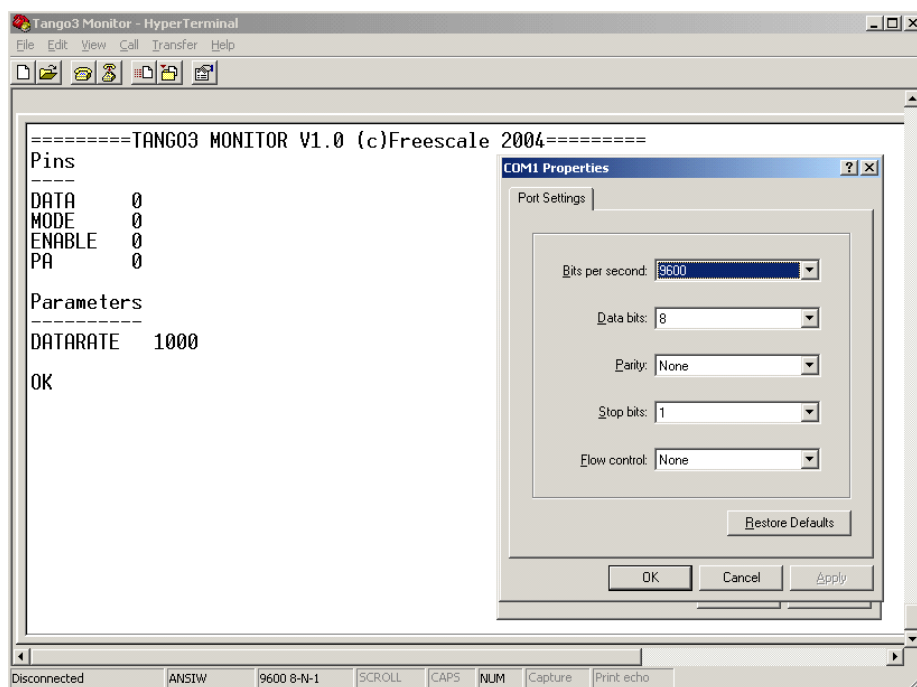 Tango3 Monitor - HyperTerminal
File Edit View Call Transfer Help
=========TANGO3 MONITOR V1.0 (c)Freescale 2004=========
Pins
----
DATA 0
MODE 0
ENABLE 0
PA 0
Parameters
----------
DATARATE 1000
OK
COM1 Properties
Port Settings
Bits per second: 9600
Data bits: 8
Parity: None
Stop bits: 1
Flow control: None
Restore Defaults
OK Cancel Apply
Disconnected ANSIW 9600 8-N-1 SCROLL CAPS NUM Capture Print echo